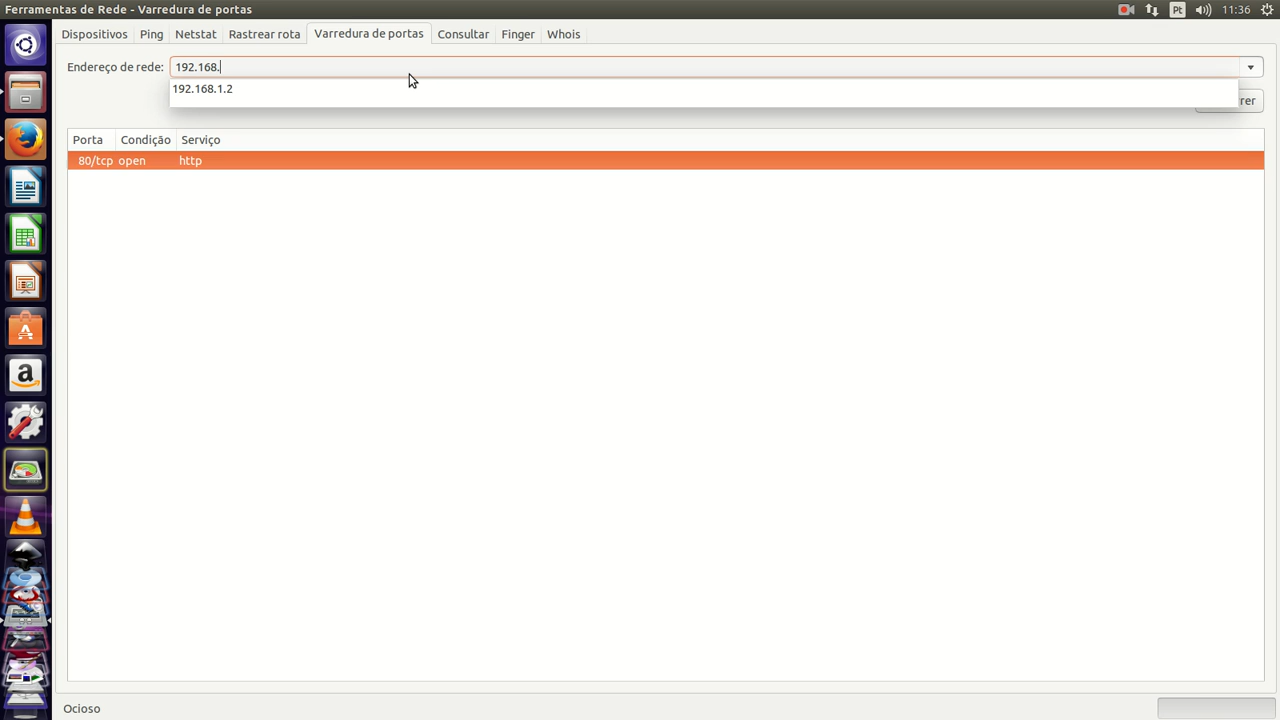 Ferramentas de Rede - Varredura de portas
Pt
11:36
Dispositivos Ping Netstat Rastrear rota Varredura de portas Consultar Finger Whois
Endereço de rede: 192.168.
192.168.1.2
rer
Porta Condição Serviço
80/tcp open http
Ocioso